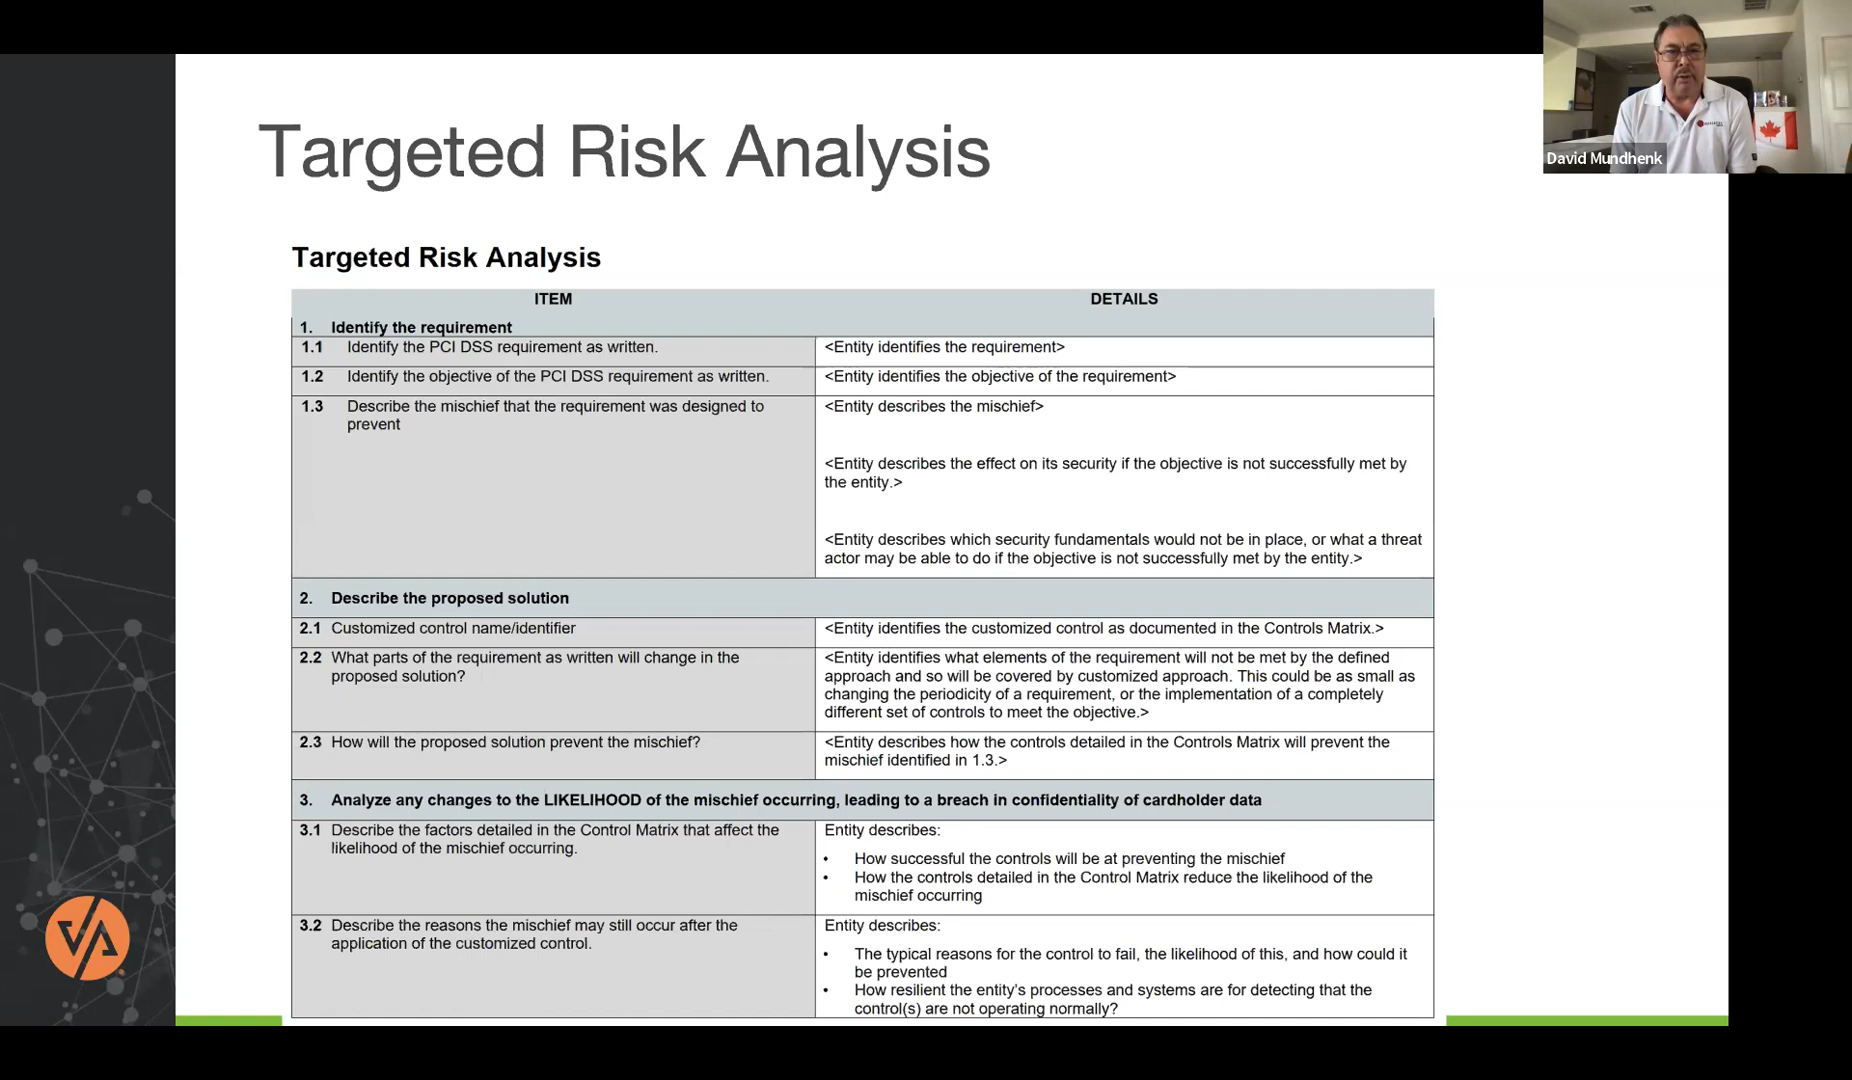 Targeted Risk Analysis
David Mundhenk
Targeted Risk Analysis
ITEM DETAILS
1. Identify the requirement
1.1 Identify the PCI DSS requirement as written. <Entity identifies the requirement>
1.2 Identify the objective of the PCI DSS requirement as written. <Entity identifies the objective of the requirement>
1.3 Describe the mischief that the requirement was designed to
prevent
<Entity describes the mischief>
<Entity describes the effect on its security if the objective is not successfully met by
the entity.>
<Entity describes which security fundamentals would not be in place, or what a threat
actor may be able to do if the objective is not successfully met by the entity.>
2. Describe the proposed solution
2.1 Customized control name/identifier <Entity identifies the customized control as documented in the Controls Matrix.>
2.2 What parts of the requirement as written will change in the
proposed solution?
<Entity identifies what elements of the requirement will not be met by the defined
approach and so will be covered by customized approach. This could be as small as
changing the periodicity of a requirement, or the implementation of a completely
different set of controls to meet the objective.>
2.3 How will the proposed solution prevent the mischief?
<Entity describes how the controls detailed in the Controls Matrix will prevent the
mischief identified in 1.3.>
3. Analyze any changes to the LIKELIHOOD of the mischief occurring, leading to a breach in confidentiality of cardholder data
3.1 Describe the factors detailed in the Control Matrix that affect the
likelihood of the mischief occurring.
Entity describes:
• How successful the controls will be at preventing the mischief
• How the controls detailed in the Control Matrix reduce the likelihood of the
mischief occurring
3.2 Describe the reasons the mischief may still occur after the
application of the customized control.
Entity describes:
• The typical reasons for the control to fail, the likelihood of this, and how could it
be prevented
• How resilient the entity's processes and systems are for detecting that the
control(s) are not operating normally?